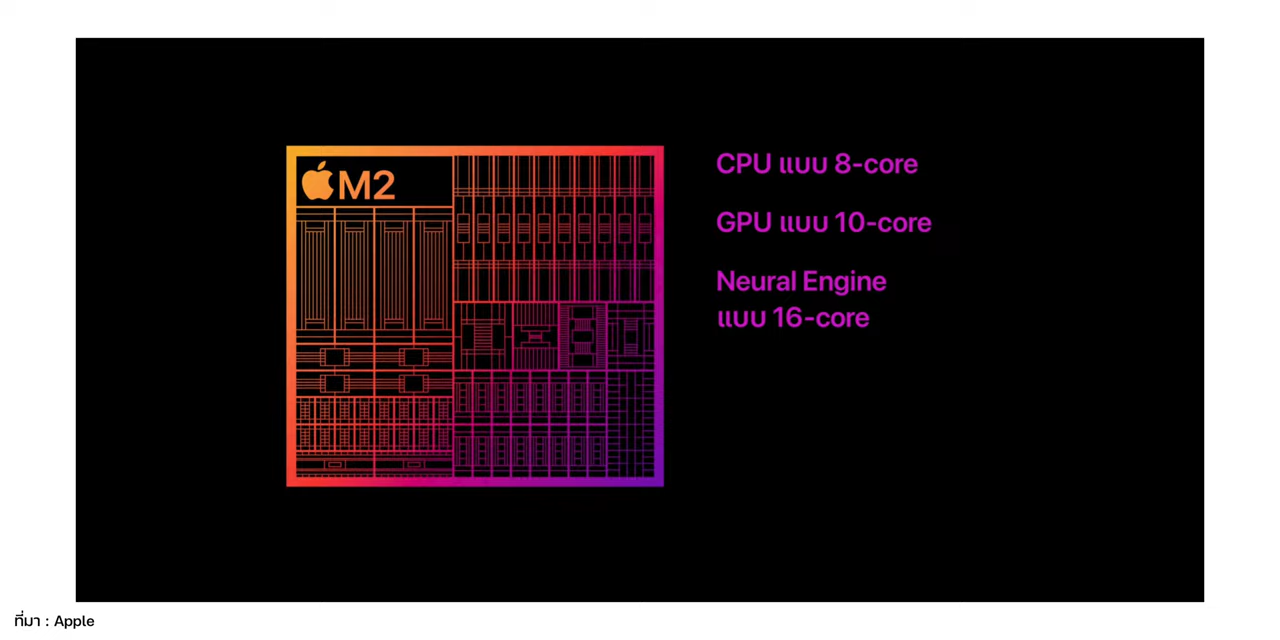 M2
CPU แบบ 8-core
GPU แบบ 10-core
Neural Engine
แบบ 16-core
ที่มา : Apple